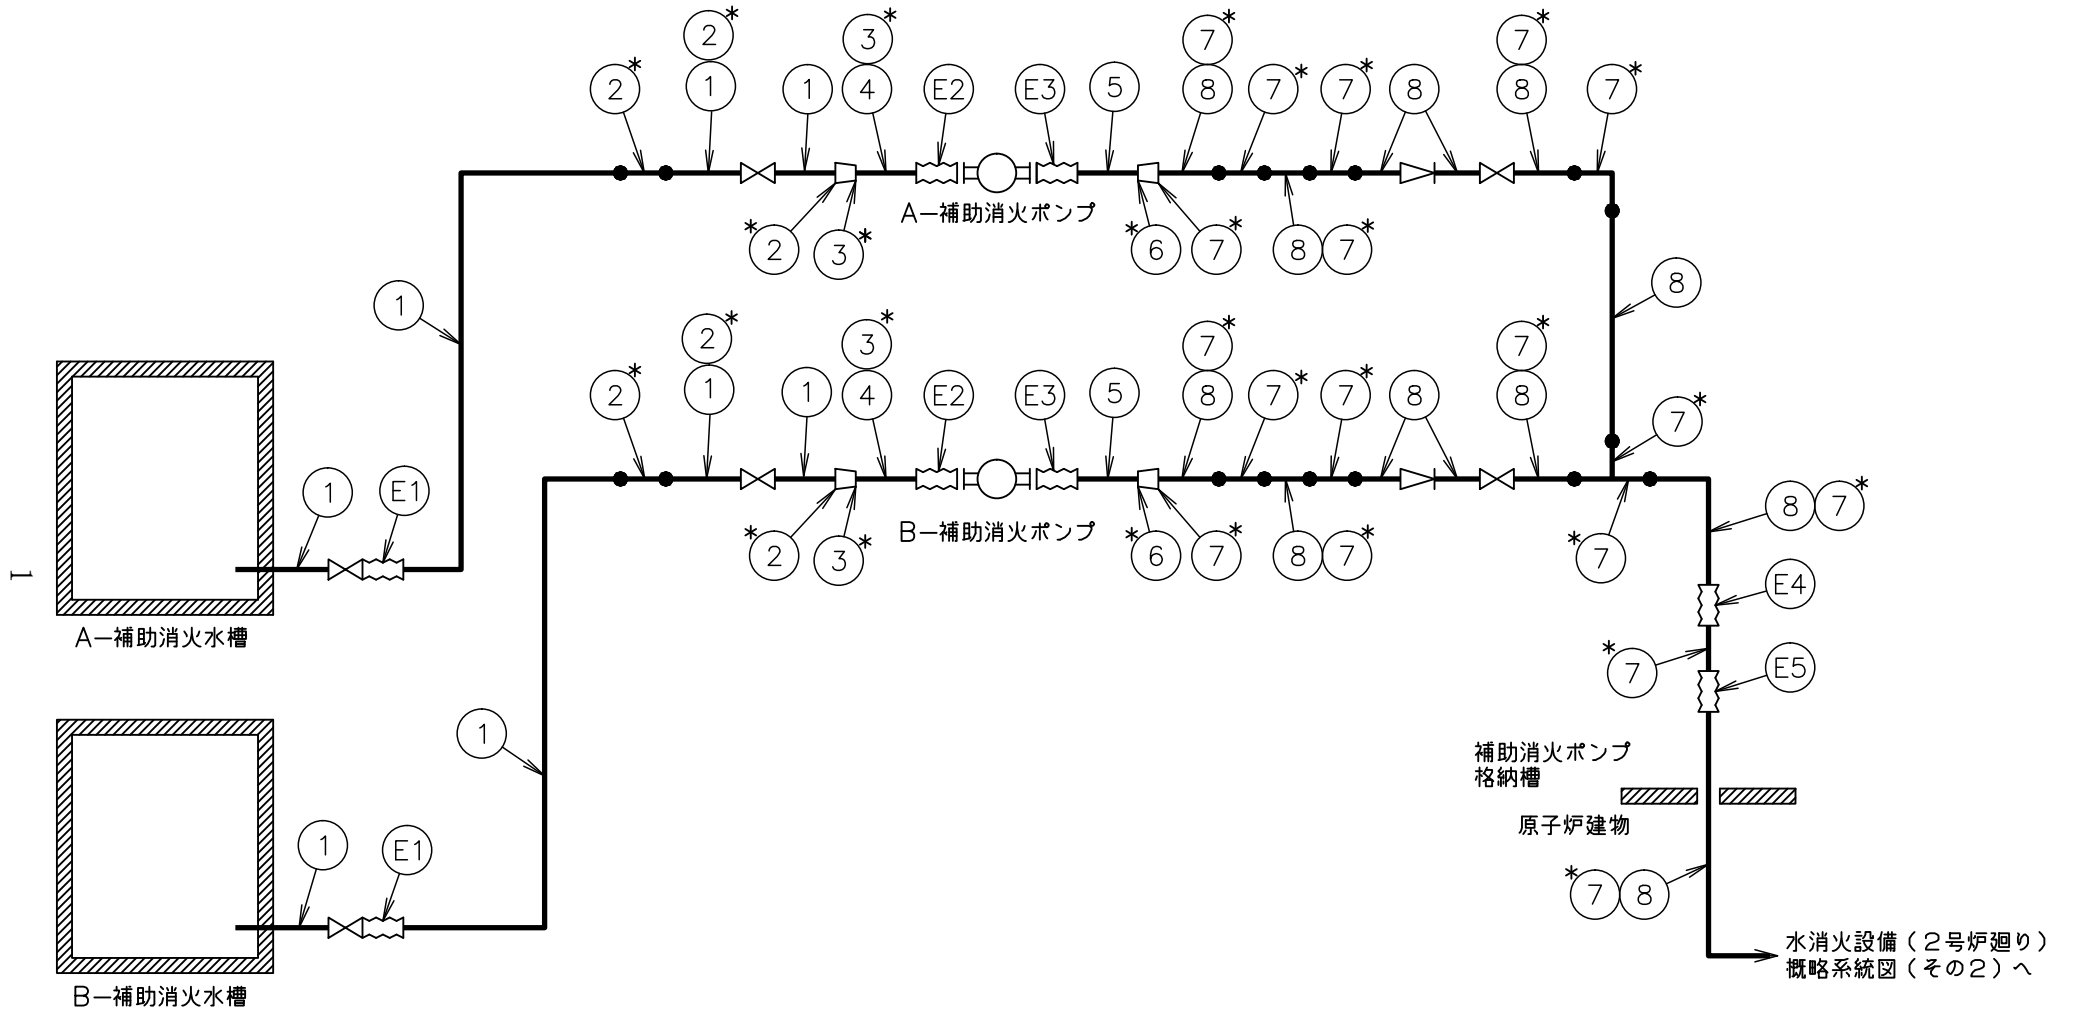 2* 3* 7* 7*
2* 1 1 4 E2 E3 5 8 7* 7* 8 8 7*
A-補助消火ポンプ
*2 3* *6 7* 8 7*
1 8
2* 3* 7* 7*
2* 1 1 4 E2 E3 5 8 7* 7* 8 8 7*
1 E1 8 7*
B-補助消火ポンプ
*2 3* *6 7* 8 7* *7
1 E4
A-補助消火水槽
*7 E5
1
補助消火ポンプ
格納槽
原子炉建物
1 E1
*7 8
水消火設備(2号炉廻り)
概略系統図(その2)へ
B-補助消火水槽